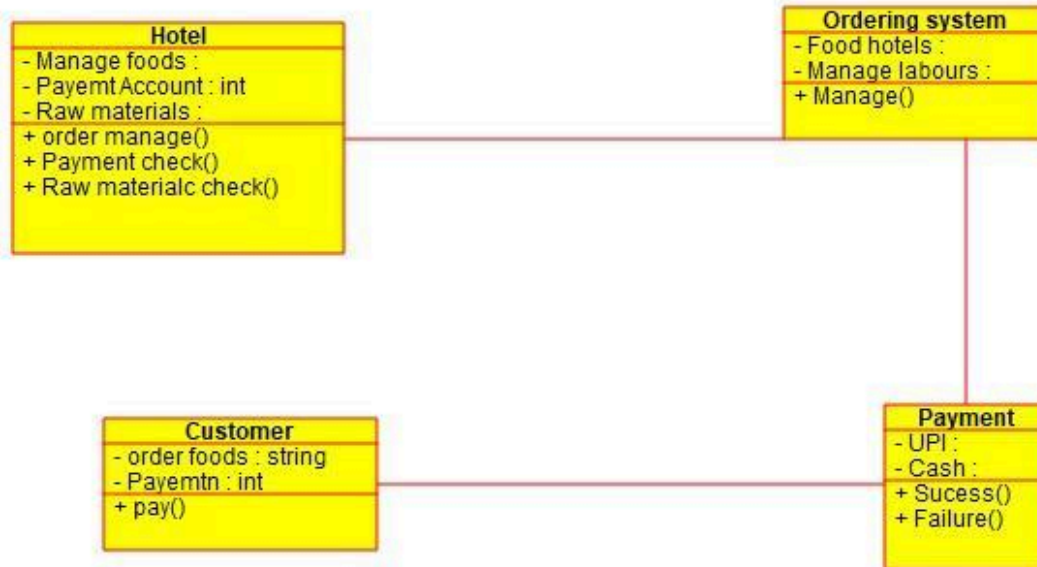 Hotel
- Manage foods :
- Payemt Account : int
- Raw materials :
+ order manage()
+ Payment check()
+ Raw materialc check()
Ordering system
- Food hotels :
- Manage labours :
+ Manage()
Customer
- order foods : string
- Payemtn : int
+ pay()
Payment
- UPI :
- Cash :
+ Sucess()
+ Failure()